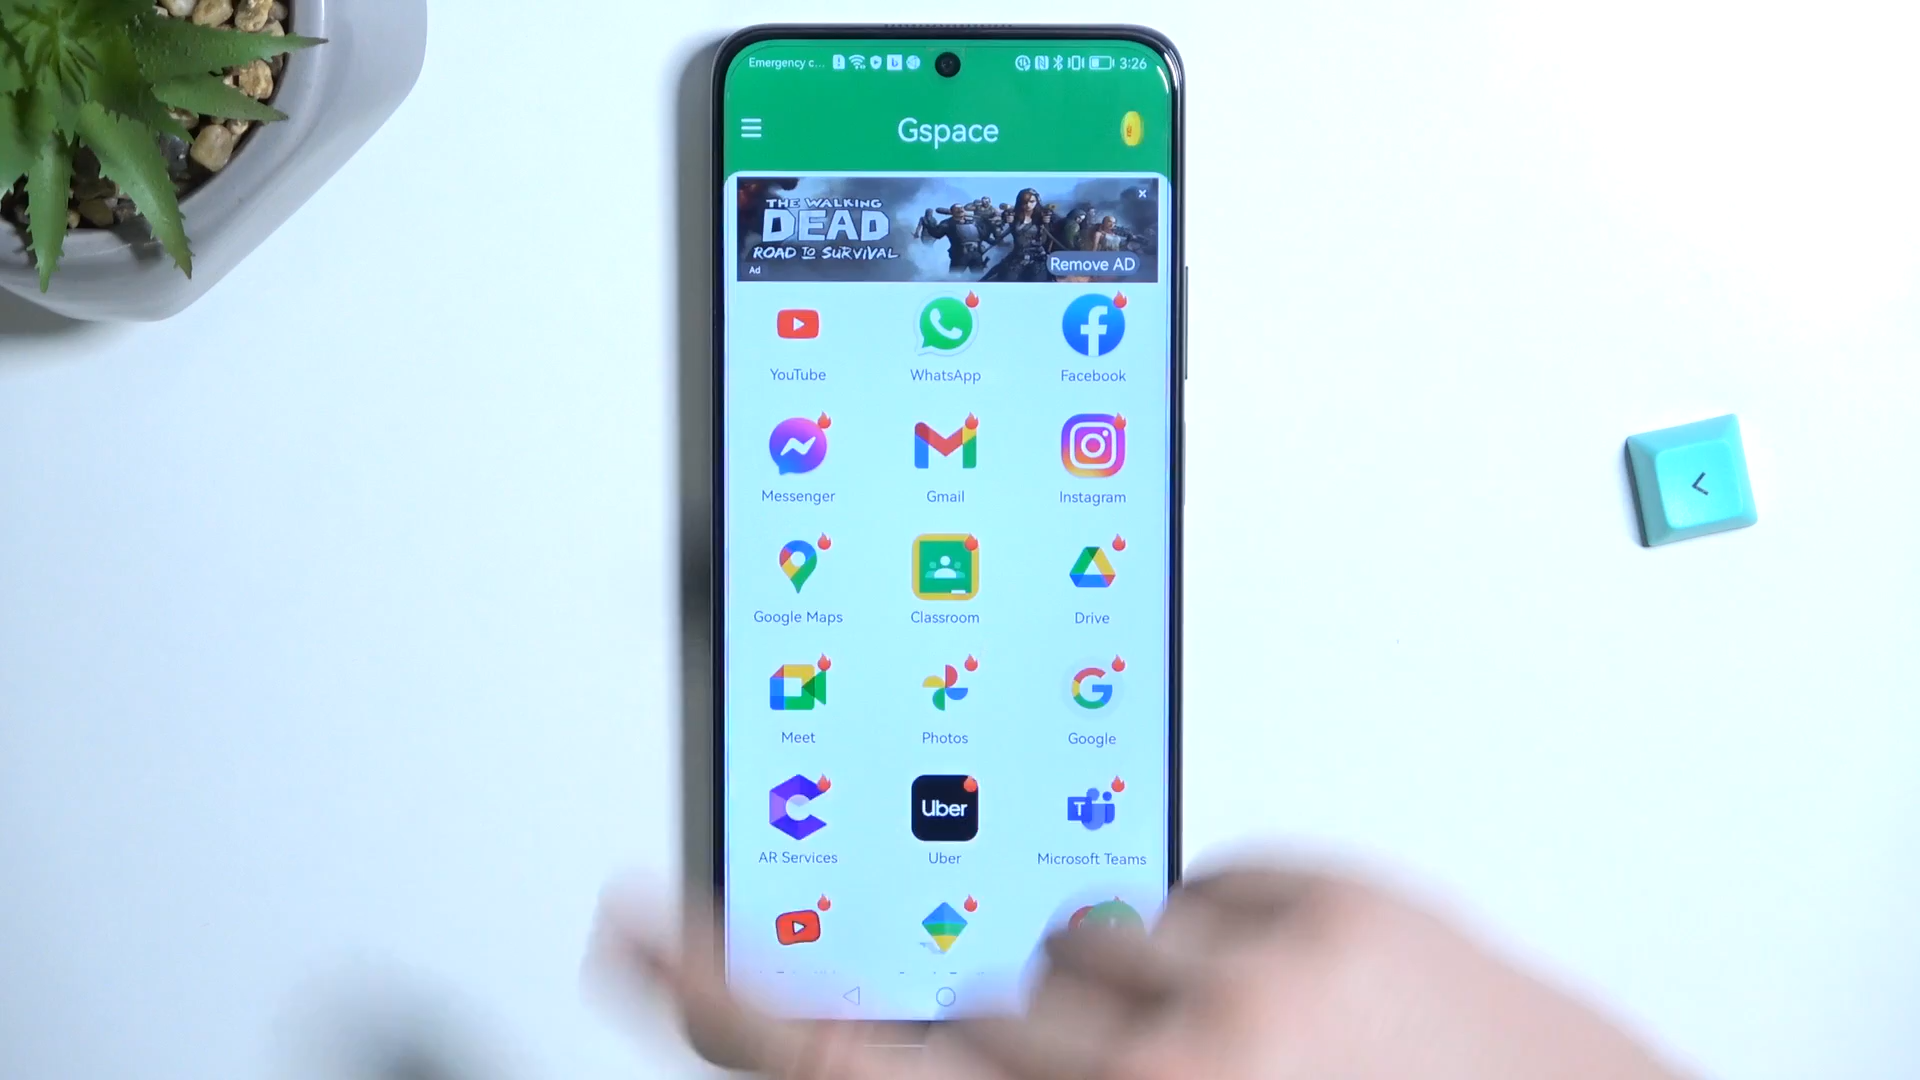 Emergency c... 3:26
Gspace
THE WALKING
DEAD
ROAD TO SURVIVAL
Ad
Remove AD
YouTube WhatsApp Facebook
Messenger Gmail Instagram
Google Maps Classroom Drive
Meet Photos Google
Uber
AR Services Uber Microsoft Teams
<